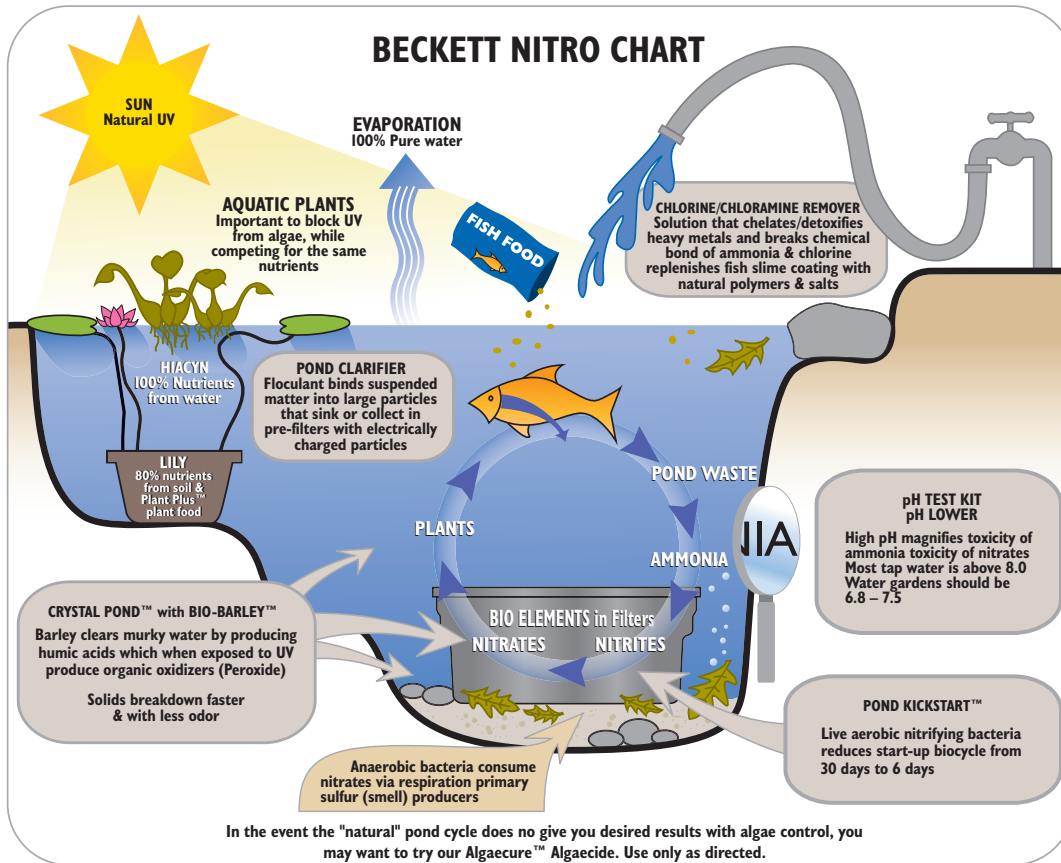 BECKETT NITRO CHART
SUN
Natural UV
EVAPORATION
100% Pure water
AQUATIC PLANTS
Important to block UV
from algae, while
competing for the same
nutrients
FISH FOOD
CHLORINE/CHLORAMINE REMOVER
Solution that chelates/detoxifies
heavy metals and breaks chemical
bond of ammonia & chlorine
replenishes fish slime coating with
natural polymers & salts
HIACYN
100% Nutrients
from water
POND CLARIFIER
Floculant binds suspended
matter into large particles
that sink or collect in
pre-filters with electrically
charged particles
LILY
80% nutrients
from soil &
Plant Plus™
plant food
POND WASTE
PLANTS
AMMONIA
NIA
pH TEST KIT
pH LOWER
High pH magnifies toxicity of
ammonia toxicity of nitrates
Most tap water is above 8.0
Water gardens should be
6.8 – 7.5
BIO ELEMENTS in Filters
NITRATES
NITRITES
CRYSTAL POND™ with BIO-BARLEY™
Barley clears murky water by producing
humic acids which when exposed to UV
produce organic oxidizers (Peroxide)
Solids breakdown faster
& with less odor
POND KICKSTART™
Live aerobic nitrifying bacteria
reduces start-up biocycle from
30 days to 6 days
Anaerobic bacteria consume
nitrates via respiration primary
sulfur (smell) producers
In the event the "natural" pond cycle does no give you desired results with algae control, you
may want to try our Algaecure™ Algaecide. Use only as directed.